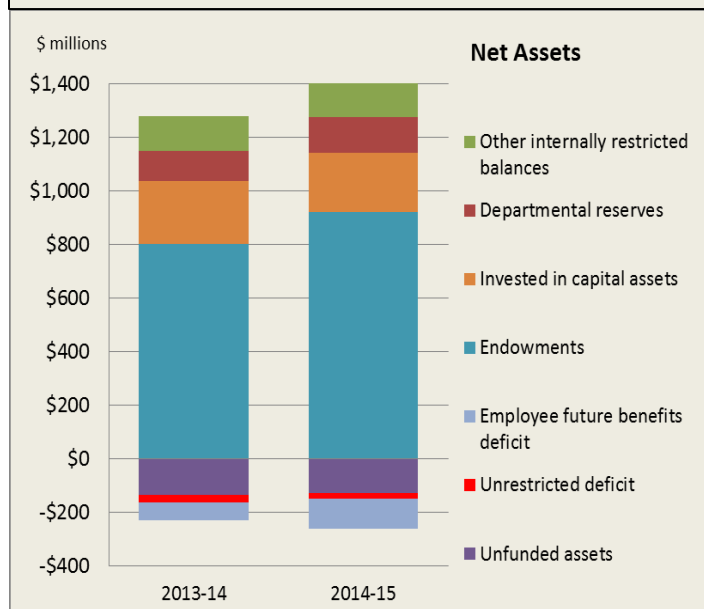 $ millions
Net Assets
$1,400
$1,200
$1,000
$800
$600
$400
$200
$0
-$200
-$400
2013-14
2014-15
Other internally restricted
balances
Departmental reserves
Invested in capital assets
Endowments
Employee future benefits
deficit
Unrestricted deficit
Unfunded assets